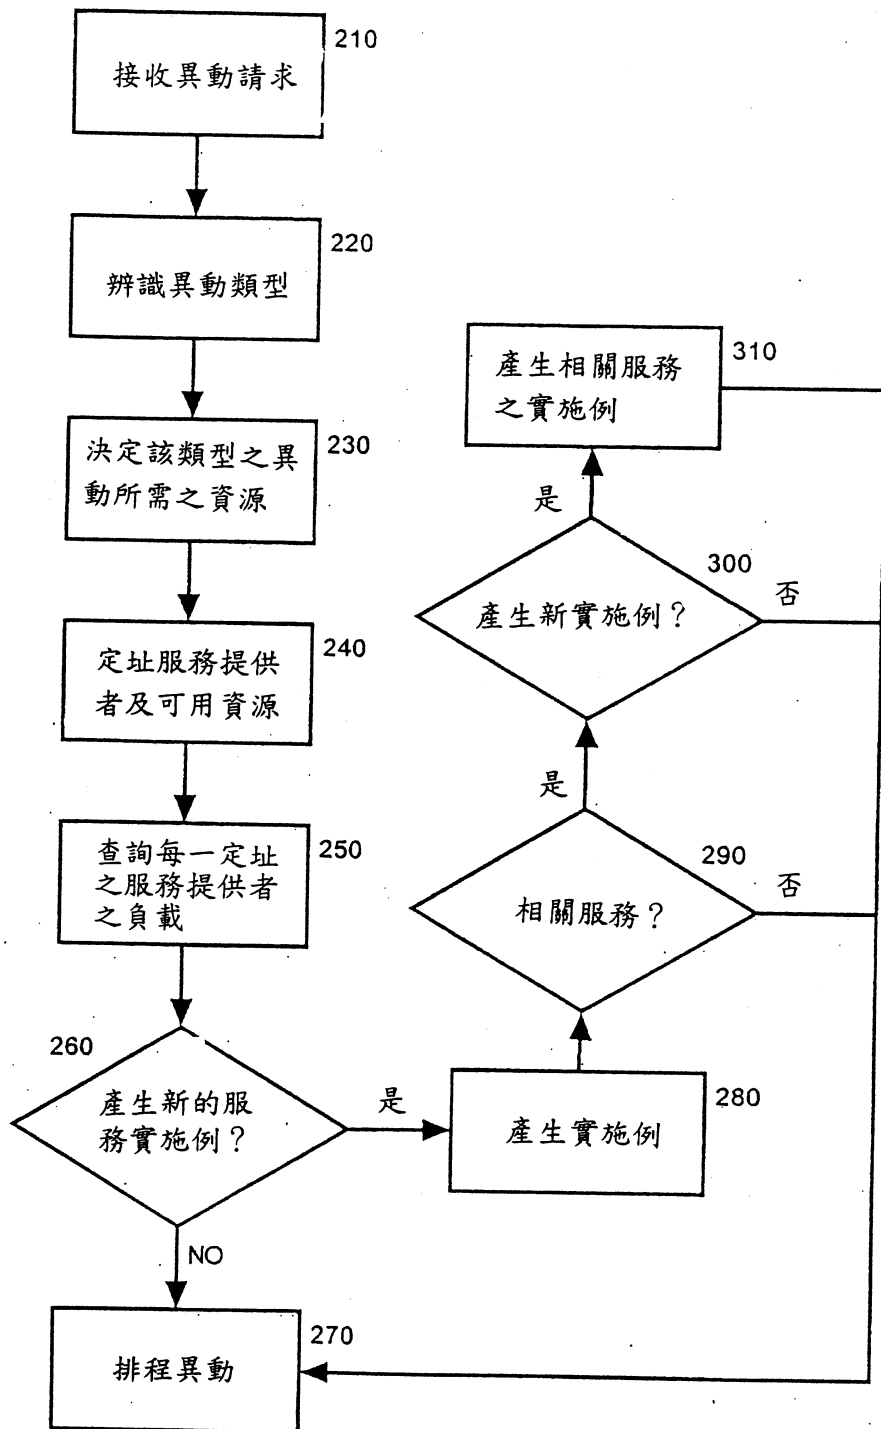 210
接收異動請求
220
辨識異動類型
230
決定該類型之異
動所需之資源
240
定址服務提供
者及可用資源
250
查詢每一定址
之服務提供者
之負載
260
產生新的服
務實施例？
是
NO
270
排程異動
280
產生實施例
290
相關服務？
是
否
300
產生新實施例？
是
否
310
產生相關服務
之實施例